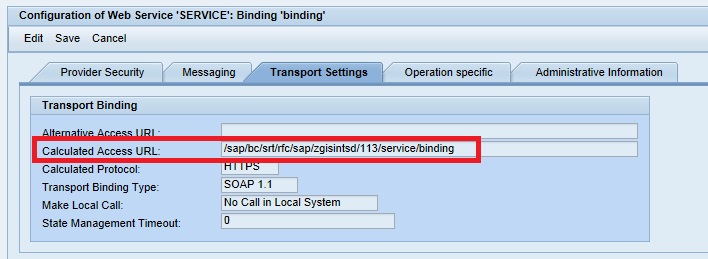 Configuration of Web Service 'SERVICE': Binding 'binding'
Edit Save Cancel
Provider Security Messaging Transport Settings Operation specific Administrative Information
Transport Binding
Alternative Access URL:
Calculated Access URL: /sap/bc/srt/rfc/sap/zgisintsd/113/service/binding
Calculated Protocol: HTTPS
Transport Binding Type: SOAP 1.1
Make Local Call: No Call in Local System
State Management Timeout: 0